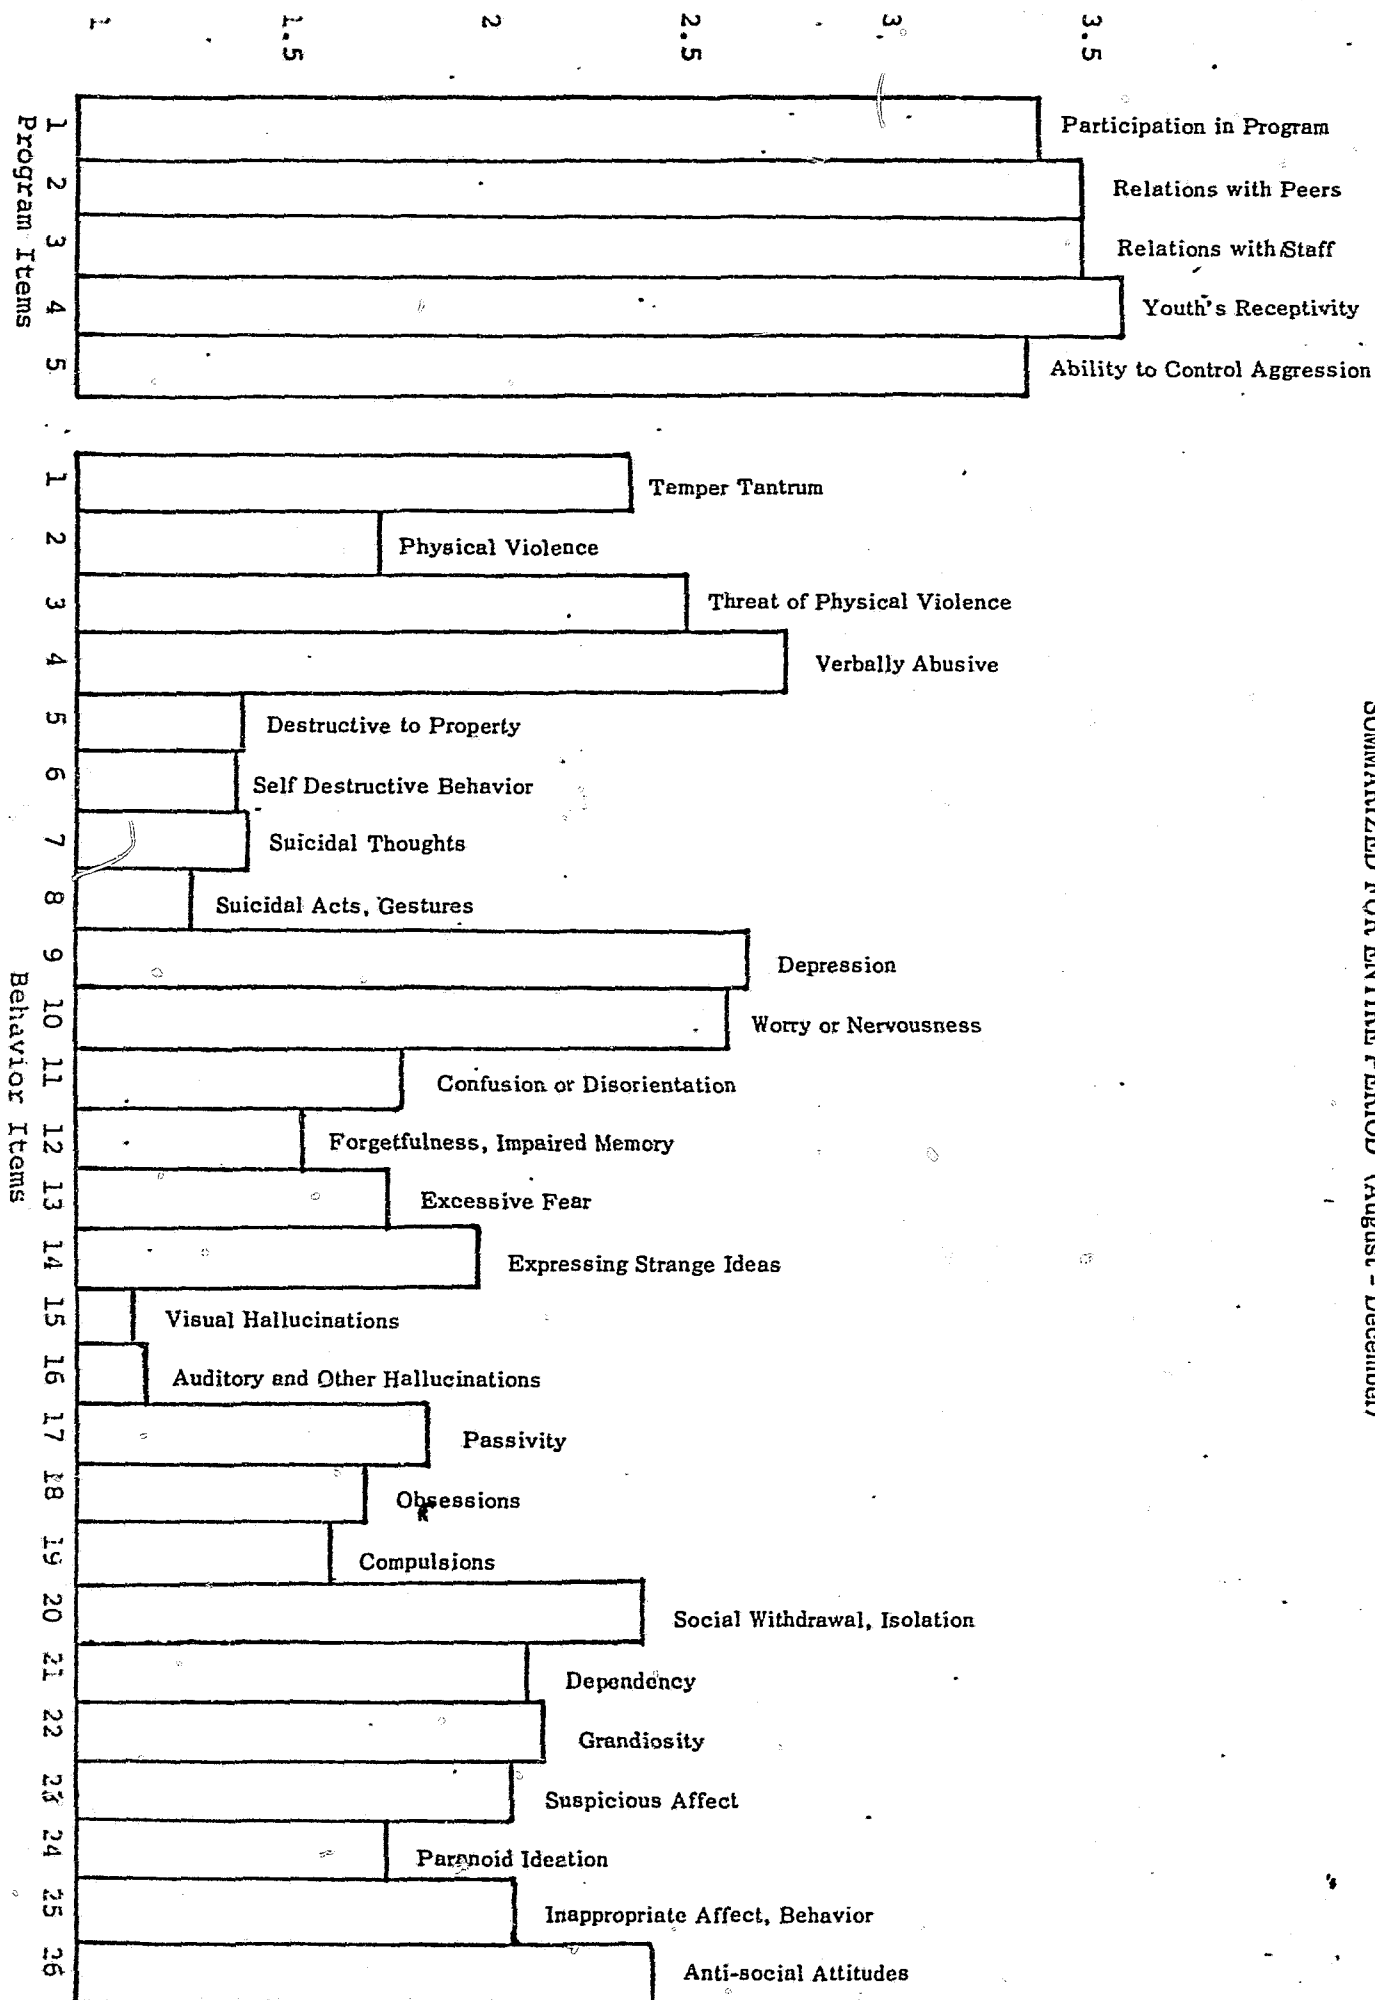 1
1.5
2
2.5
3
3.5
1 Participation in Program
2 Relations with Peers
3 Relations with Staff
4 Youth's Receptivity
5 Ability to Control Aggression
Program Items
1 Temper Tantrum
2 Physical Violence
3 Threat of Physical Violence
4 Verbally Abusive
5 Destructive to Property
6 Self Destructive Behavior
7 Suicidal Thoughts
8 Suicidal Acts, Gestures
9 Depression
10 Worry or Nervousness
11 Confusion or Disorientation
12 Forgetfulness, Impaired Memory
13 Excessive Fear
14 Expressing Strange Ideas
15 Visual Hallucinations
16 Auditory and Other Hallucinations
17 Passivity
18 Obsessions
19 Compulsions
20 Social Withdrawal, Isolation
21 Dependency
22 Grandiosity
23 Suspicious Affect
24 Paranoid Ideation
25 Inappropriate Affect, Behavior
26 Anti-social Attitudes
Behavior Items
SUMMARIZED FOR ENTIRE PERIOD (August - December)